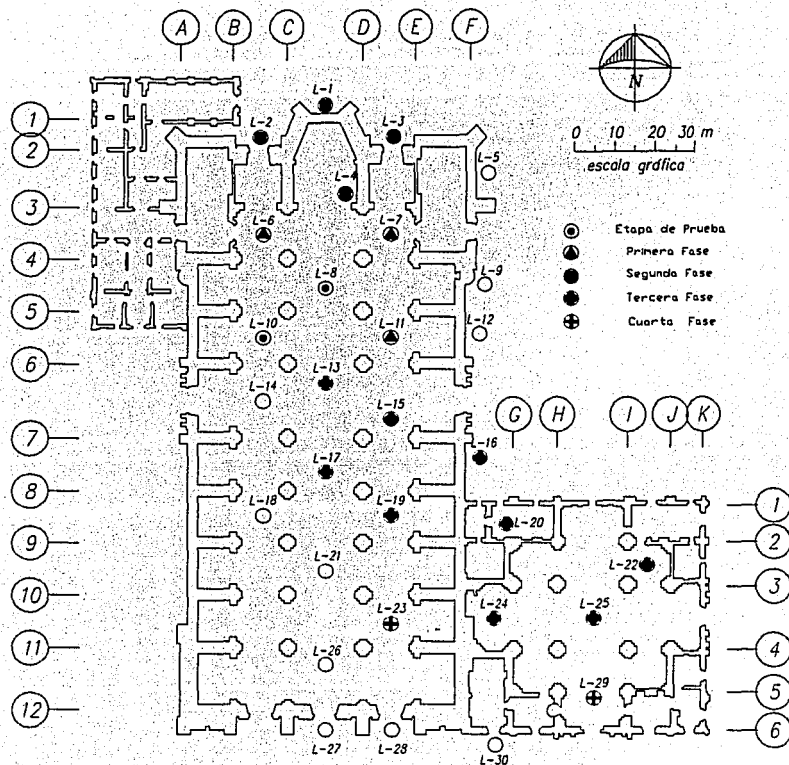 A B C D E F
N
0 10 20 30 m
escala gráfica
Etapa de Prueba
Primera Fase
Segunda Fase
Tercera Fase
Cuarta Fase
1
2
3
4
5
6
7
8
9
10
11
12
L-1
L-2
L-3
L-4
L-5
L-6
L-7
L-8
L-9
L-10
L-11
L-12
L-13
L-14
L-15
L-16
L-17
L-18
L-19
L-20
L-21
L-22
L-23
L-24
L-25
L-26
L-27
L-28
L-29
L-30
G H I J K
1
2
3
4
5
6